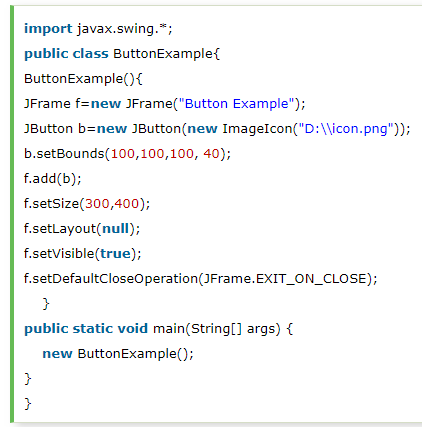 import javax.swing.*;
public class ButtonExample{
ButtonExample(){
JFrame f=new JFrame("Button Example");
JButton b=new JButton(new ImageIcon("D:\\icon.png"));
b.setBounds(100,100,100, 40);
f.add(b);
f.setSize(300,400);
f.setLayout(null);
f.setVisible(true);
f.setDefaultCloseOperation(JFrame.EXIT_ON_CLOSE);
    }
public static void main(String[] args) {
    new ButtonExample();
}
}